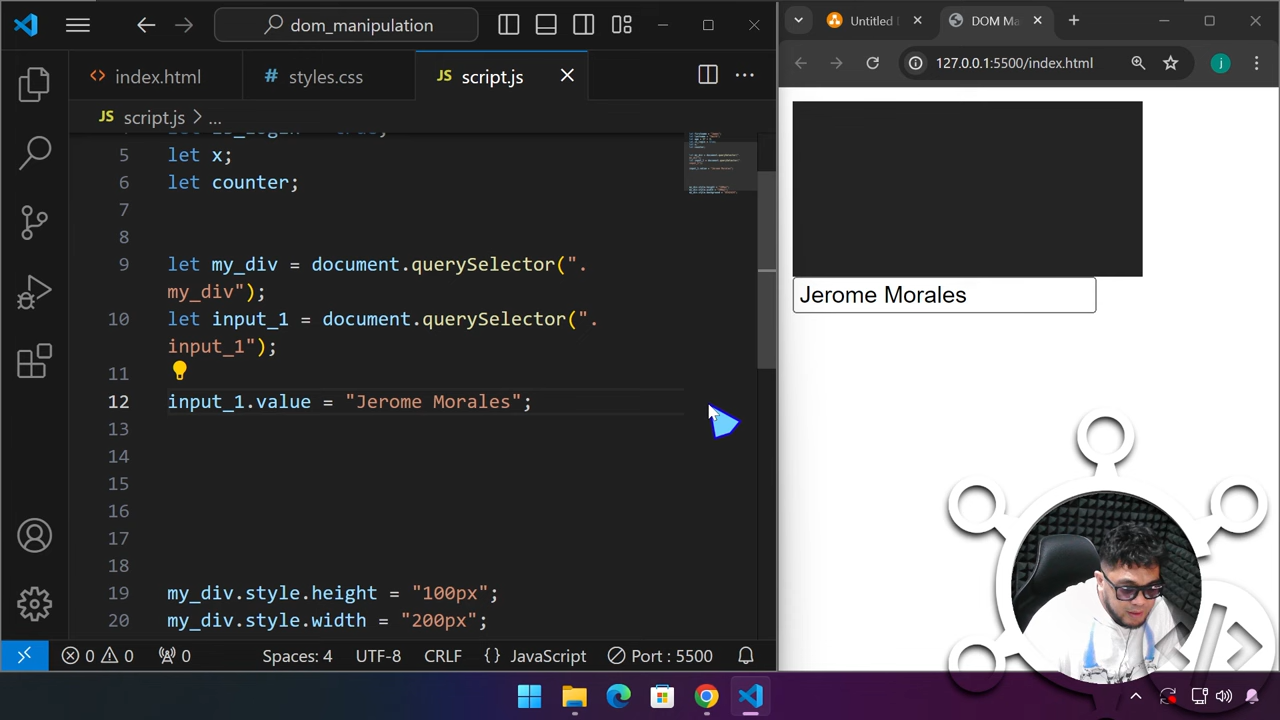 dom_manipulation
index.html
# styles.css
JS script.js
JS script.js > ...
5 let x;
6 let counter;
7
8
9 let my_div = document.querySelector(".
my_div");
10 let input_1 = document.querySelector(".
input_1");
11
12 input_1.value = "Jerome Morales";
13
14
15
16
17
18
19 my_div.style.height = "100px";
20 my_div.style.width = "200px";
0 0 0
Spaces: 4 UTF-8 CRLF {} JavaScript Port : 5500
Untitled
DOM Ma
127.0.0.1:5500/index.html
j
Jerome Morales